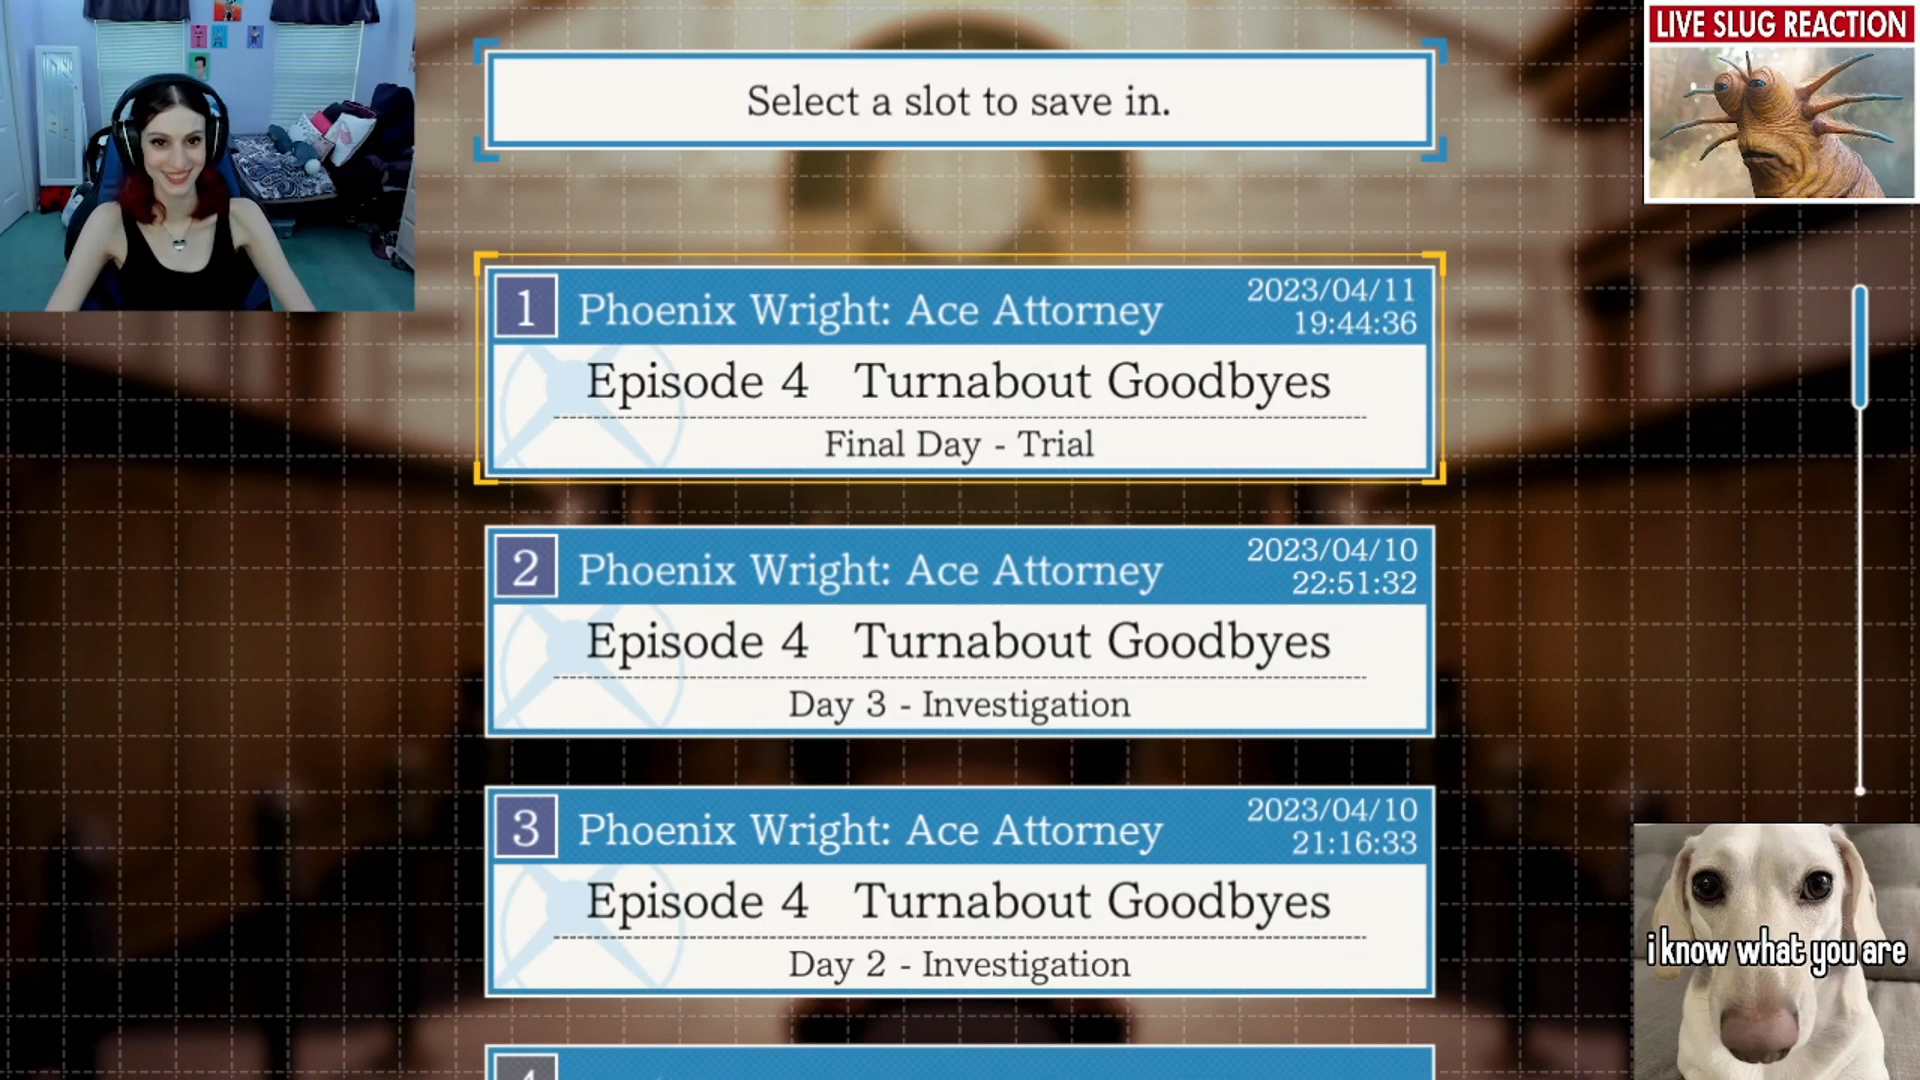 LIVE SLUG REACTION
Select a slot to save in.
1 Phoenix Wright: Ace Attorney 2023/04/11
19:44:36
Episode 4 Turnabout Goodbyes
Final Day - Trial
2 Phoenix Wright: Ace Attorney 2023/04/10
22:51:32
Episode 4 Turnabout Goodbyes
Day 3 - Investigation
3 Phoenix Wright: Ace Attorney 2023/04/10
21:16:33
Episode 4 Turnabout Goodbyes
Day 2 - Investigation
i know what you are